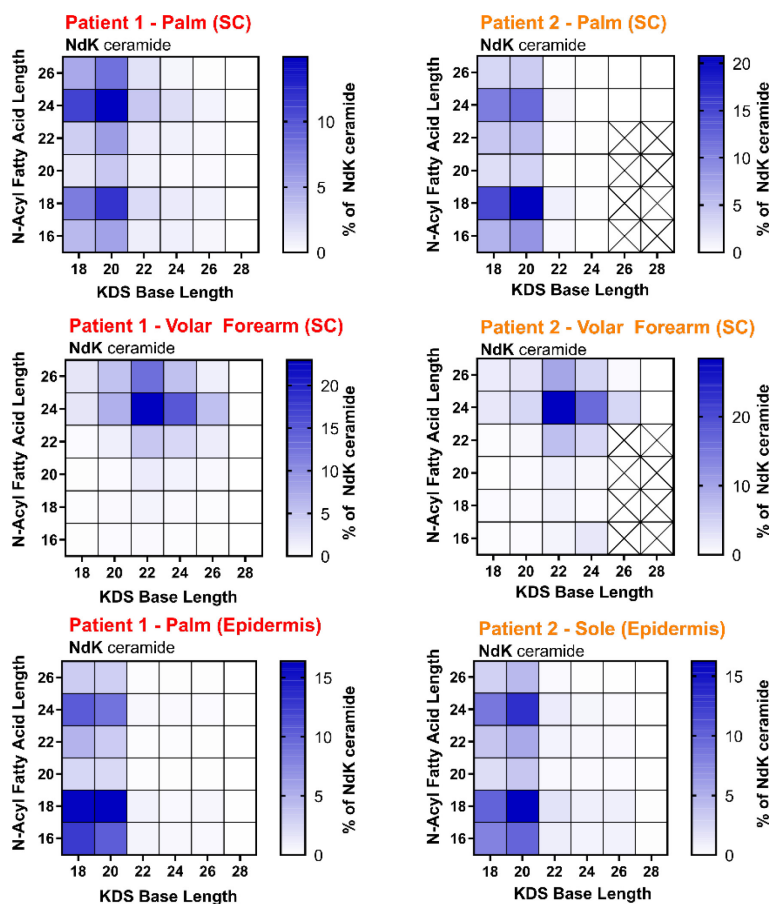 Patient 1 - Palm (SC)
NdK ceramide
N-Acyl Fatty Acid Length
26
24
22
20
18
16
18 20 22 24 26 28
KDS Base Length
10
5
0
% of NdK ceramide
Patient 2 - Palm (SC)
NdK ceramide
N-Acyl Fatty Acid Length
26
24
22
20
18
16
18 20 22 24 26 28
KDS Base Length
20
15
10
5
0
% of NdK ceramide
Patient 1 - Volar Forearm (SC)
NdK ceramide
N-Acyl Fatty Acid Length
26
24
22
20
18
16
18 20 22 24 26 28
KDS Base Length
20
15
10
5
0
% of NdK ceramide
Patient 2 - Volar Forearm (SC)
NdK ceramide
N-Acyl Fatty Acid Length
26
24
22
20
18
16
18 20 22 24 26 28
KDS Base Length
20
10
0
% of NdK ceramide
Patient 1 - Palm (Epidermis)
NdK ceramide
N-Acyl Fatty Acid Length
26
24
22
20
18
16
18 20 22 24 26 28
KDS Base Length
15
10
5
0
% of NdK ceramide
Patient 2 - Sole (Epidermis)
NdK ceramide
N-Acyl Fatty Acid Length
26
24
22
20
18
16
18 20 22 24 26 28
KDS Base Length
15
10
5
0
% of NdK ceramide